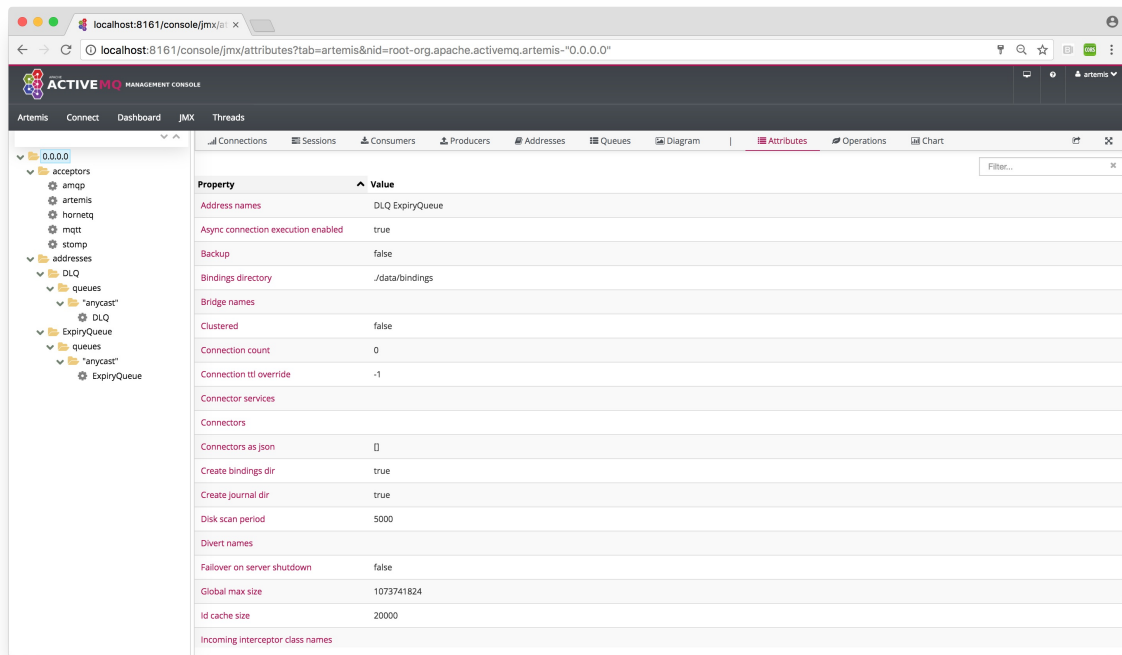 localhost:8161/console/jmx/at
localhost:8161/console/jmx/attributes?tab=artemis&nid=root-org.apache.activemq.artemis-"0.0.0.0"
ACTIVEMQ MANAGEMENT CONSOLE
artemis
Artemis Connect Dashboard JMX Threads
Connections Sessions Consumers Producers Addresses Queues Diagram | Attributes Operations Chart
Filter...
0.0.0.0
acceptors
amqp
artemis
hornetq
mqtt
stomp
addresses
DLQ
queues
"anycast"
DLQ
ExpiryQueue
queues
"anycast"
ExpiryQueue
Property Value
Address names DLQ ExpiryQueue
Async connection execution enabled true
Backup false
Bindings directory ./data/bindings
Bridge names
Clustered false
Connection count 0
Connection ttl override -1
Connector services
Connectors
Connectors as json []
Create bindings dir true
Create journal dir true
Disk scan period 5000
Divert names
Failover on server shutdown false
Global max size 1073741824
Id cache size 20000
Incoming interceptor class names